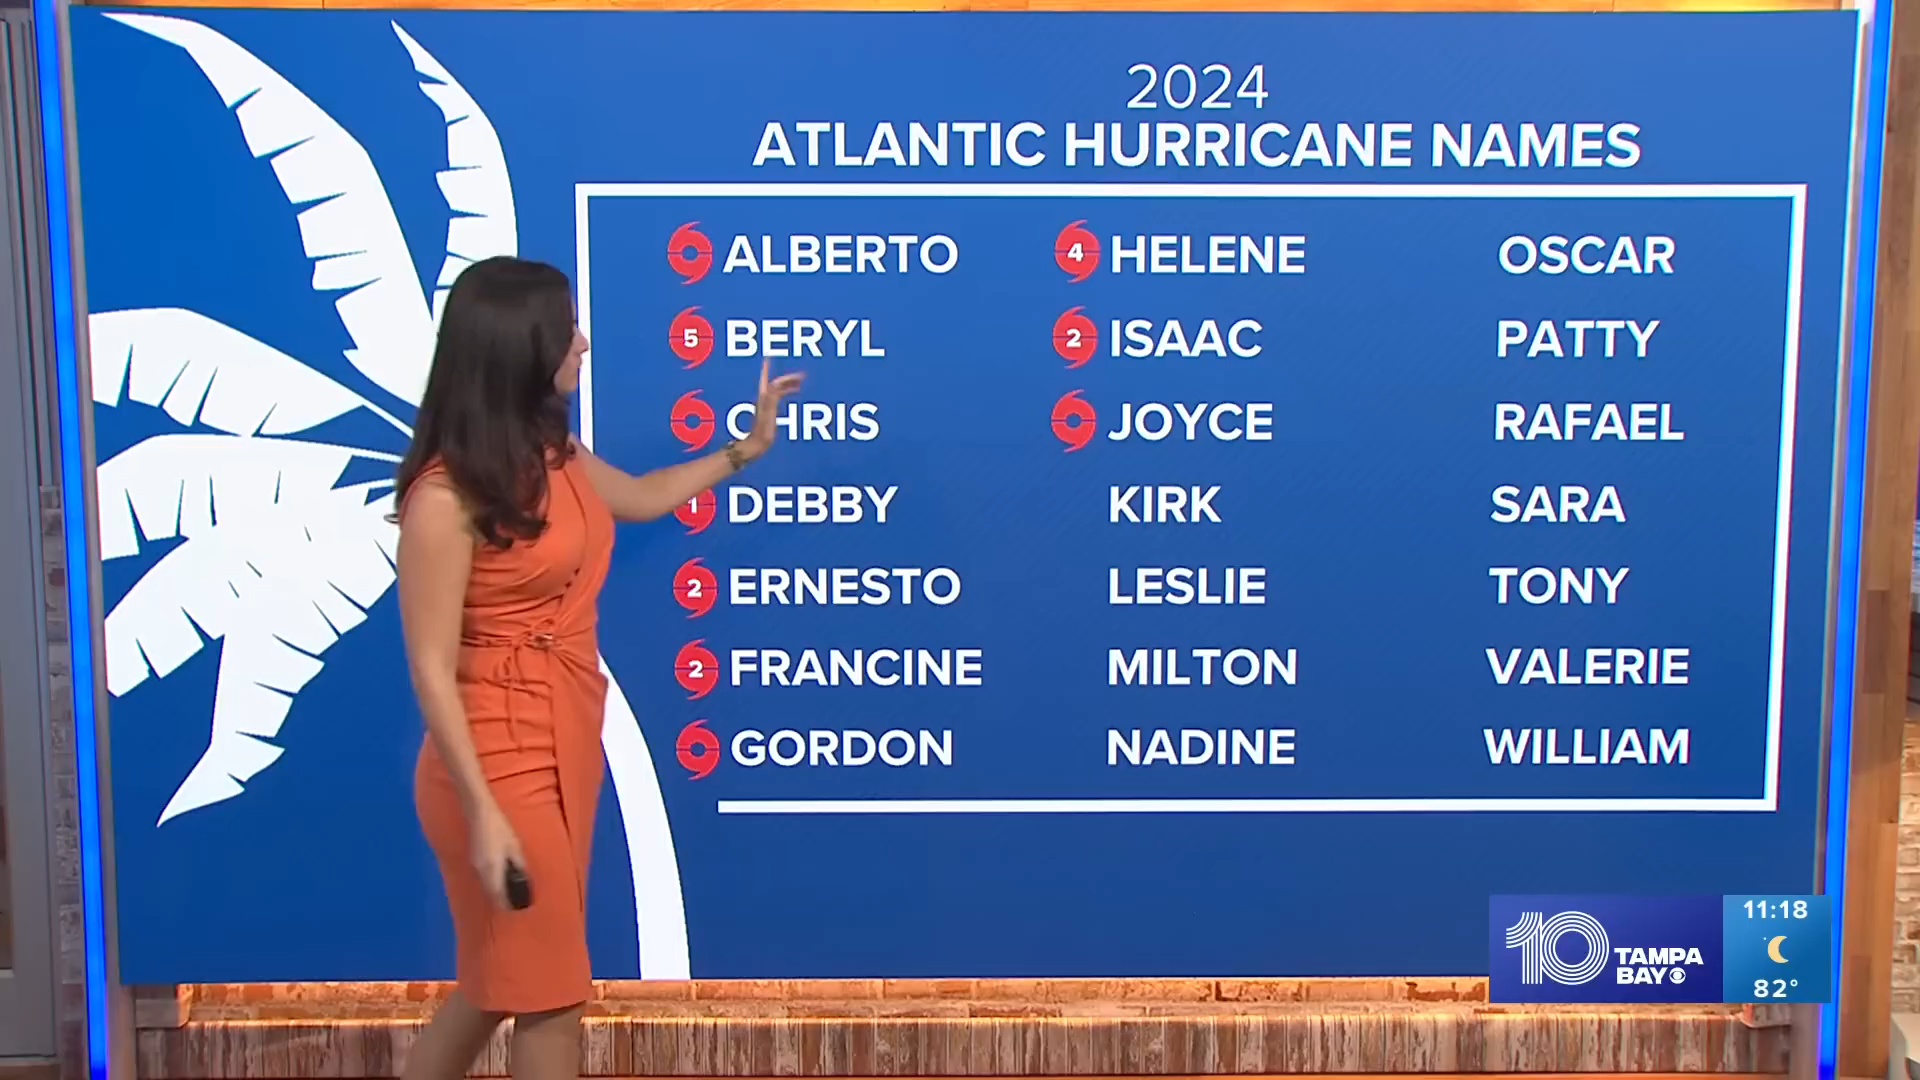 2024
ATLANTIC HURRICANE NAMES
ALBERTO
5 BERYL
CHRIS
1 DEBBY
2 ERNESTO
2 FRANCINE
GORDON
4 HELENE
2 ISAAC
JOYCE
KIRK
LESLIE
MILTON
NADINE
OSCAR
PATTY
RAFAEL
SARA
TONY
VALERIE
WILLIAM
10 TAMPA
BAY
11:18
82°